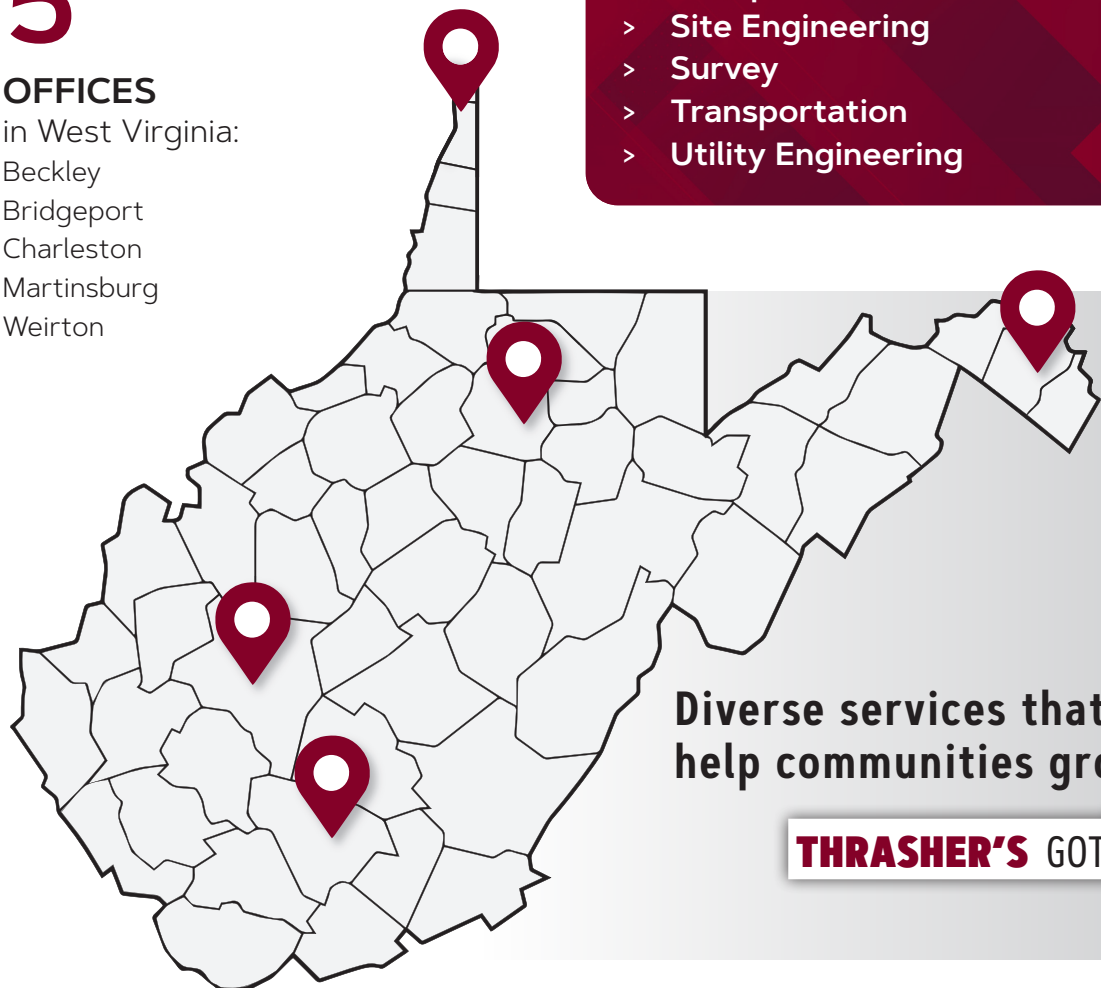 5
OFFICES
in West Virginia:
Beckley
Bridgeport
Charleston
Martinsburg
Weirton
> Site Engineering
> Survey
> Transportation
> Utility Engineering
Diverse services that
help communities
THRASHER'S GOT